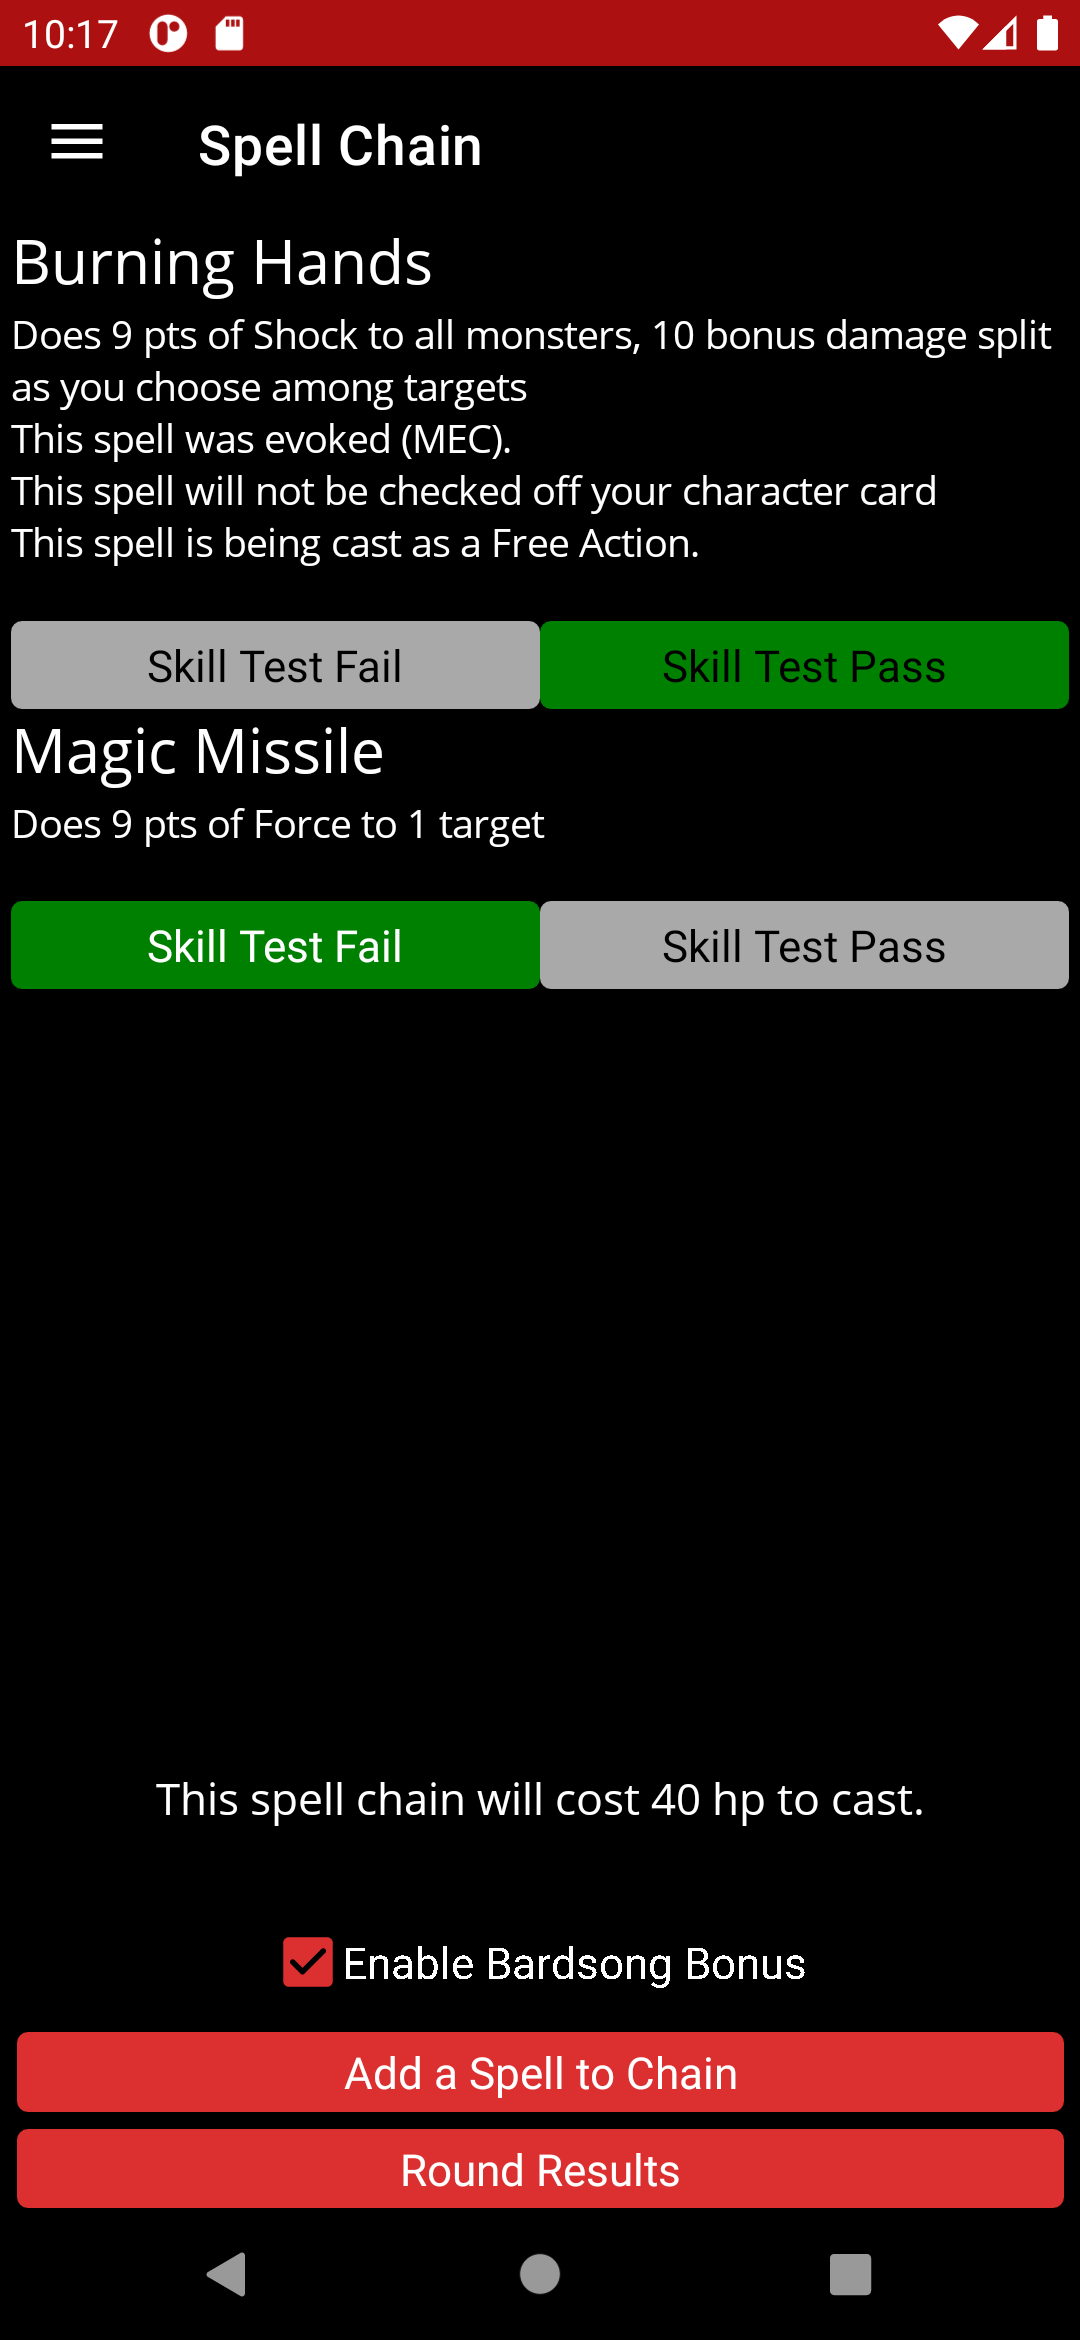 10:17
Spell Chain
Burning Hands
Does 9 pts of Shock to all monsters, 10 bonus damage split
as you choose among targets
This spell was evoked (MEC).
This spell will not be checked off your character card
This spell is being cast as a Free Action.
Skill Test Fail Skill Test Pass
Magic Missile
Does 9 pts of Force to 1 target
Skill Test Fail Skill Test Pass
This spell chain will cost 40 hp to cast.
Enable Bardsong Bonus
Add a Spell to Chain
Round Results